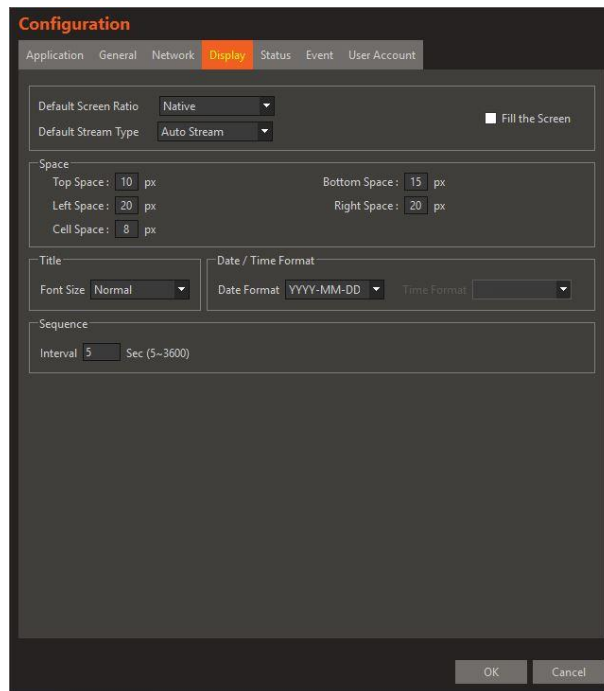 Configuration
Application General Network Display Status Event User Account
Default Screen Ratio Native
Fill the Screen
Default Stream Type Auto Stream
Space
Top Space : 10 px Bottom Space : 15 px
Left Space : 20 px Right Space : 20 px
Cell Space : 8 px
Title Date / Time Format
Font Size Normal Date Format YYYY-MM-DD Time Format
Sequence
Interval 5 Sec (5~3600)
OK Cancel